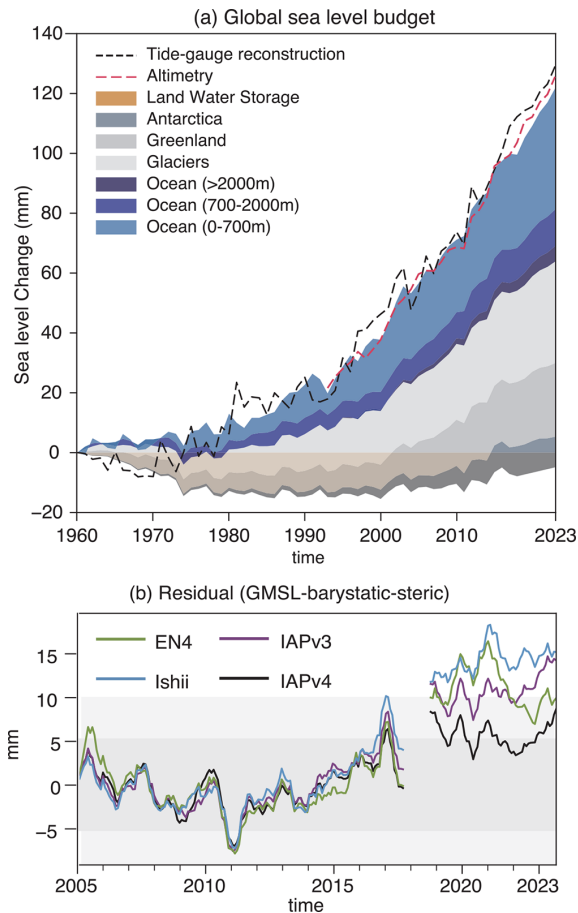 (a) Global sea level budget
140
120
100
80
60
40
20
0
−20
Sea level Change (mm)
Tide-gauge reconstruction
Altimetry
Land Water Storage
Antarctica
Greenland
Glaciers
Ocean (>2000m)
Ocean (700-2000m)
Ocean (0-700m)
1960 1970 1980 1990 2000 2010 2023
time
(b) Residual (GMSL-barystatic-steric)
EN4 IAPv3
Ishii IAPv4
15
10
5
0
−5
mm
2005 2010 2015 2020 2023
time